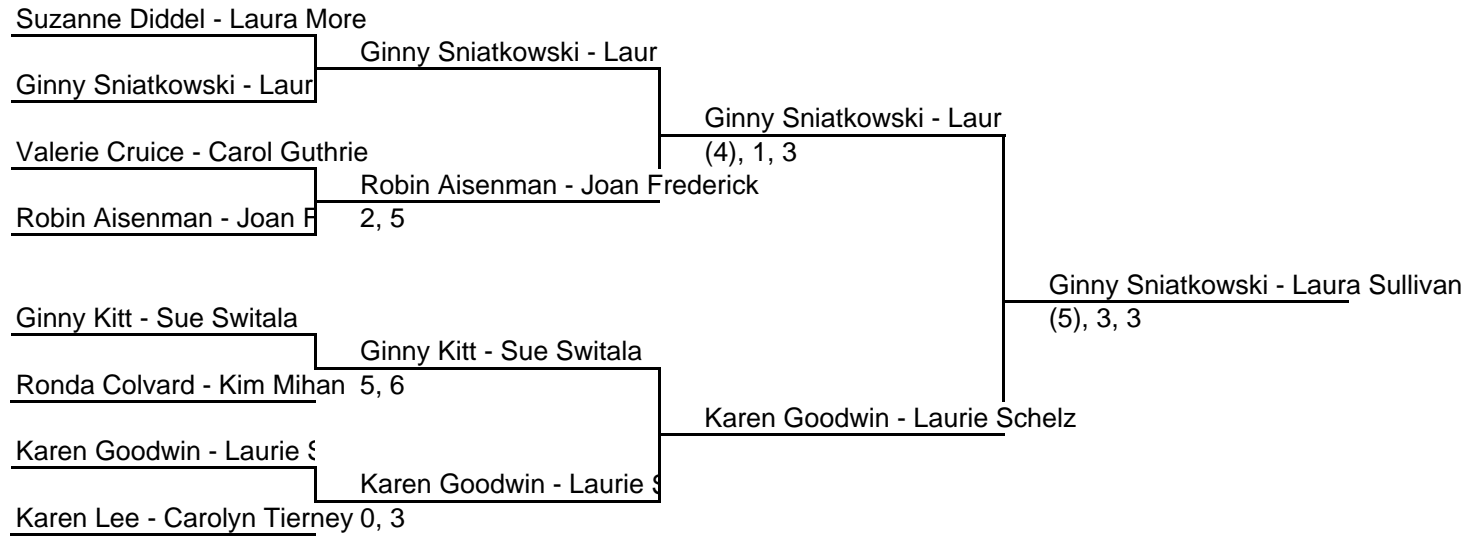 Suzanne Diddel - Laura More
Ginny Sniatkowski - Laur
Ginny Sniatkowski - Laur
Ginny Sniatkowski - Laur
(4), 1, 3
Valerie Cruice - Carol Guthrie
Robin Aisenman - Joan Frederick
Robin Aisenman - Joan F
2, 5
Ginny Sniatkowski - Laura Sullivan
(5), 3, 3
Ginny Kitt - Sue Switala
Ginny Kitt - Sue Switala
Ronda Colvard - Kim Mihan
5, 6
Karen Goodwin - Laurie Schelz
Karen Goodwin - Laurie S
Karen Goodwin - Laurie S
Karen Lee - Carolyn Tierney
0, 3